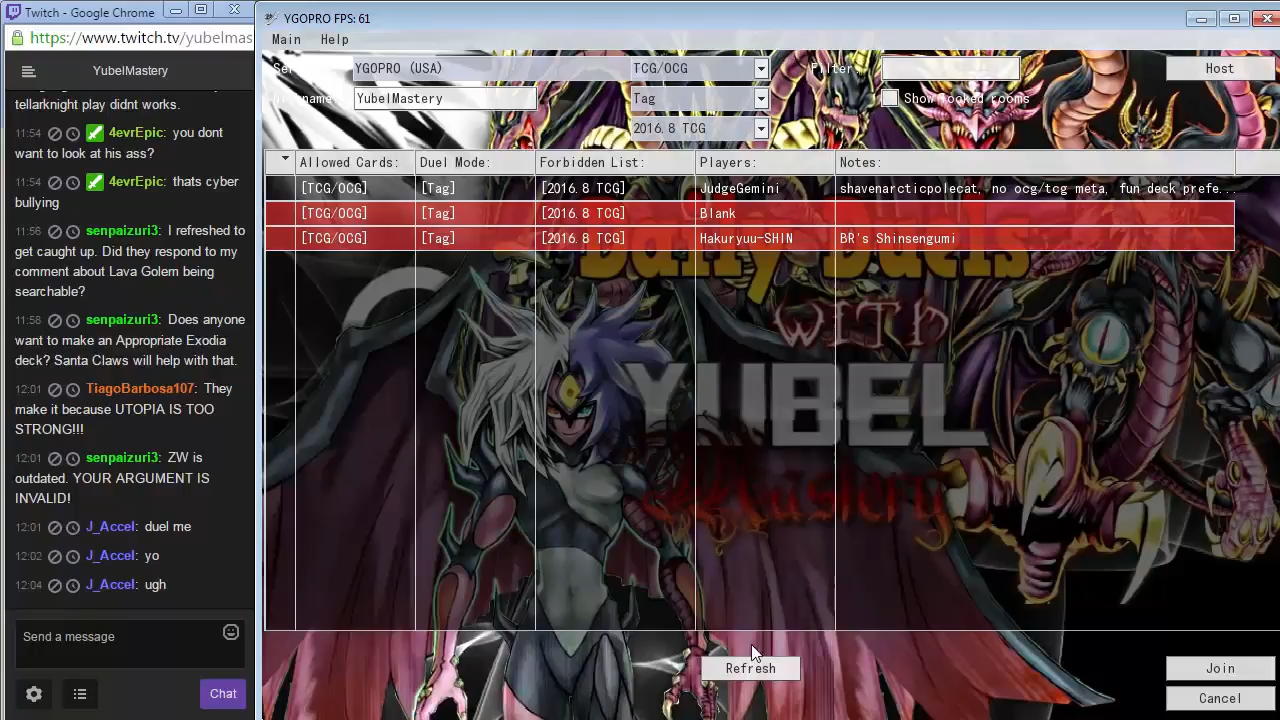 Twitch - Google Chrome
https://www.twitch.tv/yubelmas
YubelMastery
tellarknight play didnt works.
11:54 4evrEpic: you dont
want to look at his ass?
11:54 4evrEpic: thats cyber
bullying
11:56 senpaizuri3: I refreshed to
get caught up. Did they respond to my
comment about Lava Golem being
searchable?
11:58 senpaizuri3: Does anyone
want to make an Appropriate Exodia
deck? Santa Claws will help with that.
12:01 TiagoBarbosa107: They
make it because UTOPIA IS TOO
STRONG!!!
12:01 senpaizuri3: ZW is
outdated. YOUR ARGUMENT IS
INVALID!
12:01 J_Accel: duel me
12:02 J_Accel: yo
12:04 J_Accel: ugh
Send a message
Chat
YGOPRO FPS: 61
Main Help
YGOPRO (USA) TCG/OCG Filter: Host
YubelMastery Tag Show locked rooms
2016.8 TCG
Allowed Cards: Duel Mode: Forbidden List: Players: Notes:
[TCG/OCG] [Tag] [2016.8 TCG] JudgeGemini shavenarcticpolecat, no ocg/tcg meta, fun deck prefe...
[TCG/OCG] [Tag] [2016.8 TCG] Blank
[TCG/OCG] [Tag] [2016.8 TCG] Hakuryuu-SHIN BR's Shinsengumi
Daily Duels
WITH
YUBEL
Mastery
Refresh
Join
Cancel